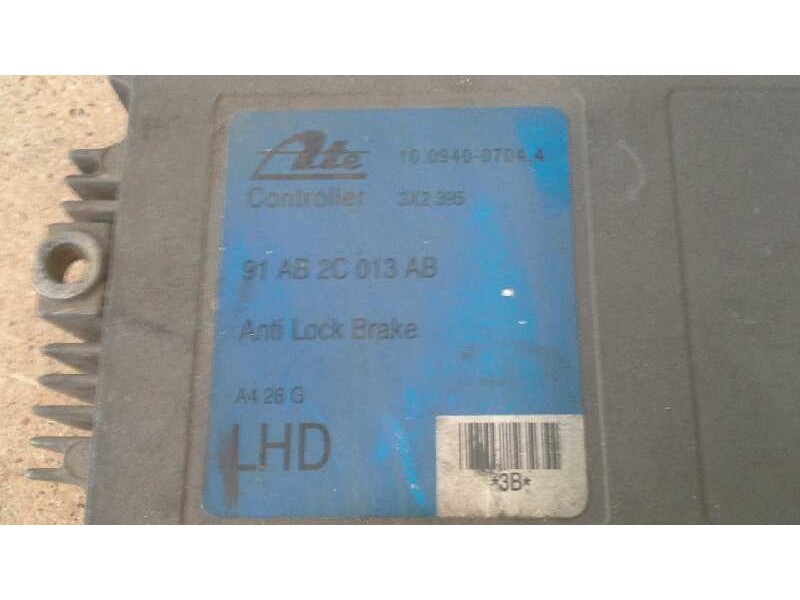 Ate 10.0940-0704.4
Controller 3X2 395
91 AB 2C 013 AB
Anti Lock Brake
A4 26 G
LHD
*3B*